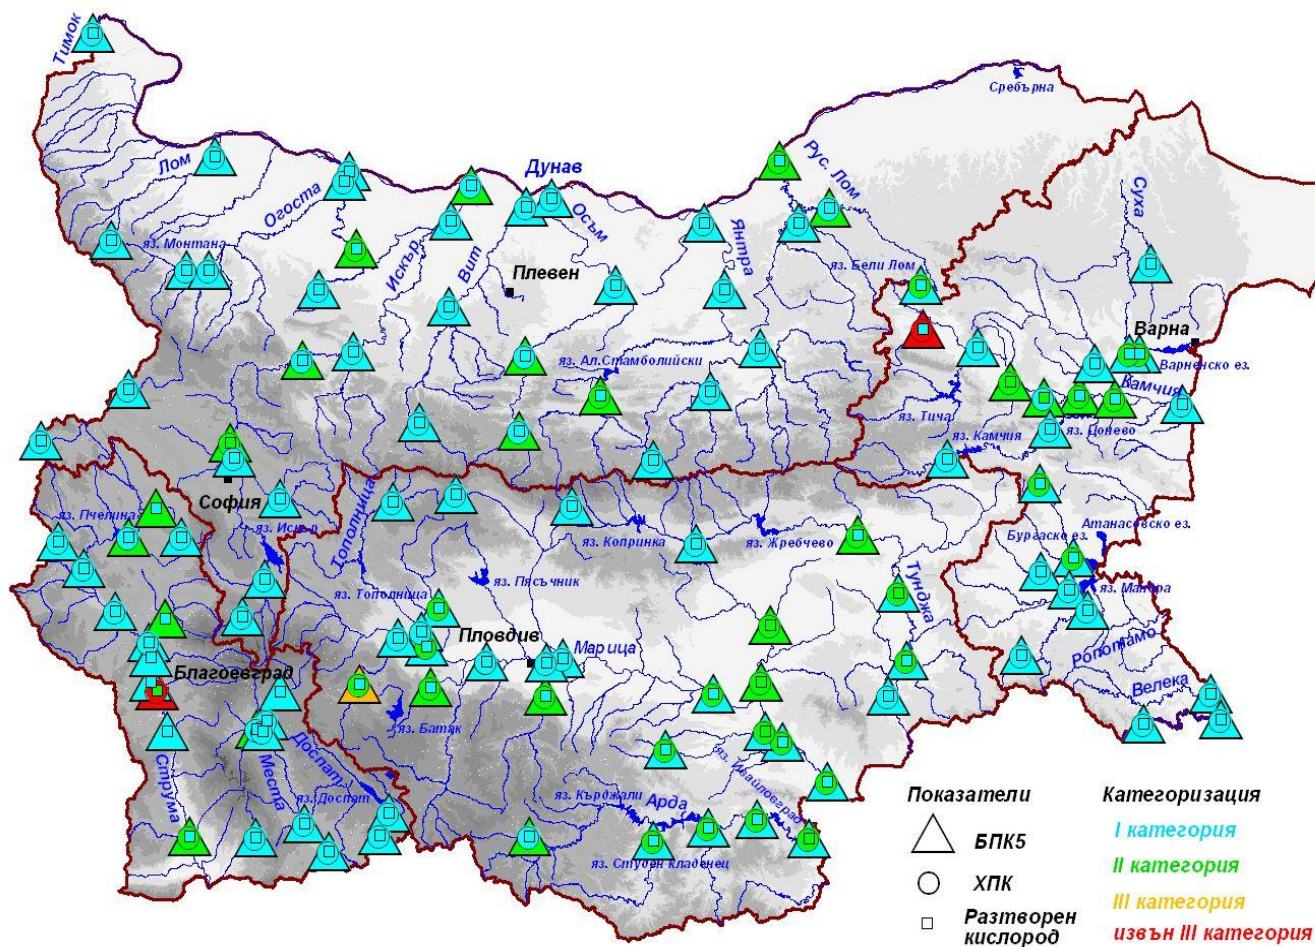 Тимок
Сребърна
Лом
Огоста
Дунав
Рус. Лом
Суха
Осъм
Искър
Вит
Янтра
яз. Монтана
Плевен
яз. Бели Лом
Варна
Варненско ез.
яз. Ал.Стамболийски
Камчия
яз. Тича
яз. Цонево
яз. Камчия
София
Тополница
яз. Пчелина
яз. Искър
яз. Копринка
яз. Жребчево
Атанасовско ез.
Бургаско ез.
яз. Пясъчник
яз. Тополница
Тунджа
яз. Мандра
Пловдив
Марица
Ропотамо
Благоевград
Велека
яз. Батак
Струма
Места
Доспат
яз. Доспат
яз. Кърджали
Арда
яз. Ивайловград
яз. Студен кладенец
Показатели
БПК5
ХПК
Разтворен
кислород
Категоризация
I категория
II категория
III категория
извън III категория